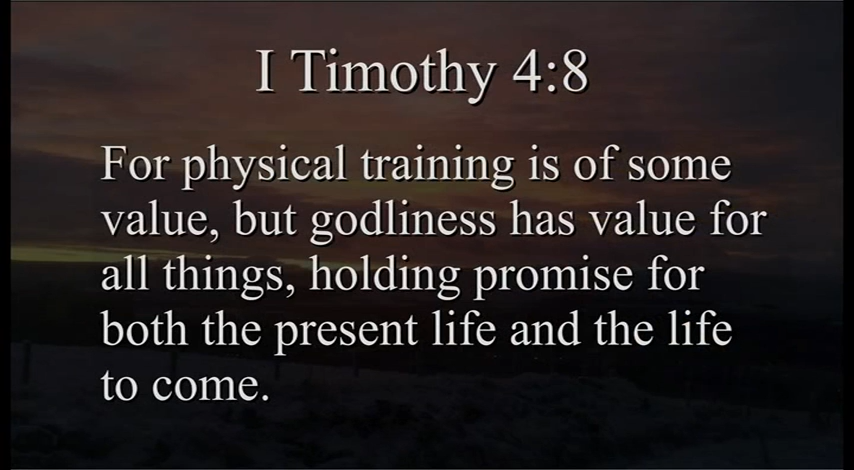 I Timothy 4:8
For physical training is of some
value, but godliness has value for
all things, holding promise for
both the present life and the life
to come.